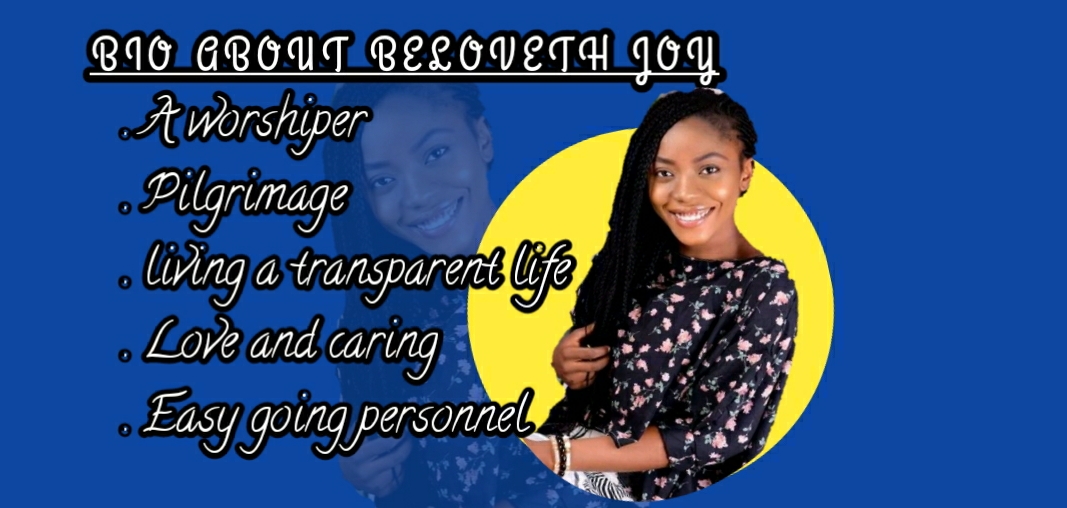 BIO ABOUT BELOVETH JOY
. A worshiper
. Pilgrimage
. living a transparent life
. Love and caring
. Easy going personnel